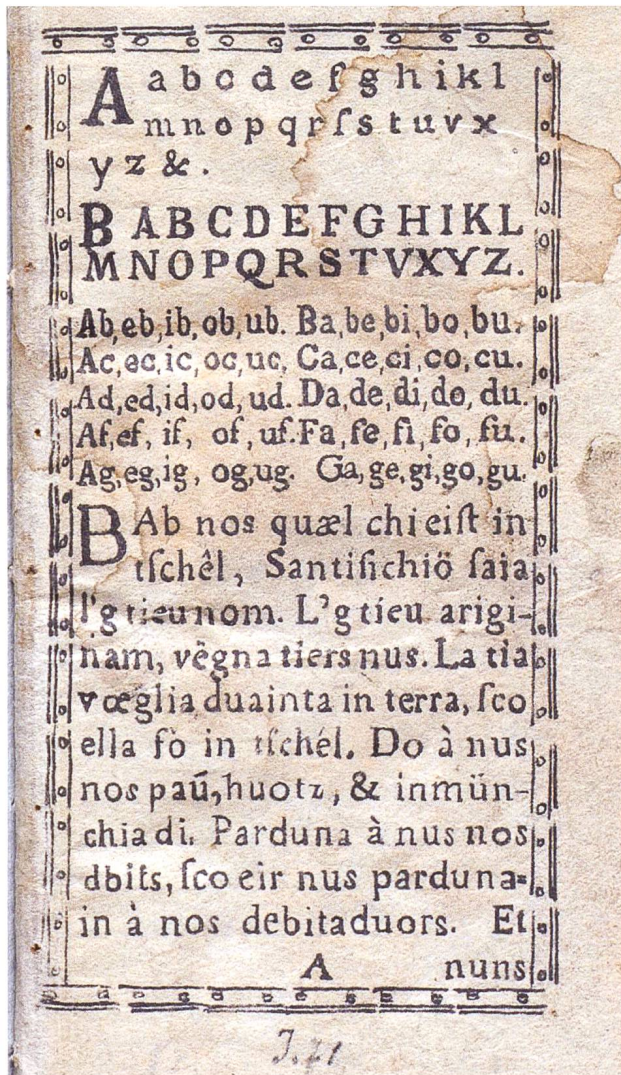 A a b c d e f g h i k l
m n o p q r ſ s t u v x
y z & .
B A B C D E F G H I K L
M N O P Q R S T V X Y Z.
Ab,eb,ib,ob,ub. Ba,be,bi,bo,bu.
Ac,ec,ic,oc,uc. Ca,ce,ci,co,cu.
Ad,ed,id,od,ud. Da,de,di,do,du.
Af,ef, if, of,uf. Fa,fe,fi,fo,fu.
Ag,eg,ig, og,ug. Ga,ge,gi,go,gu.
BAb nos quæl chi eiſt in
tſchêl, Santifichiö ſaia
l'g tieu nom. L'g tieu arigi-
nam, vêgna tiers nus. La tia
vœglia duainta in terra, ſco
ella fò in tſchél. Do à nus
nos paũ, huotz, & inmün-
chia di. Parduna à nus nos
dbits, ſco eir nus parduna-
in à nos debitaduors. Et
A nuns